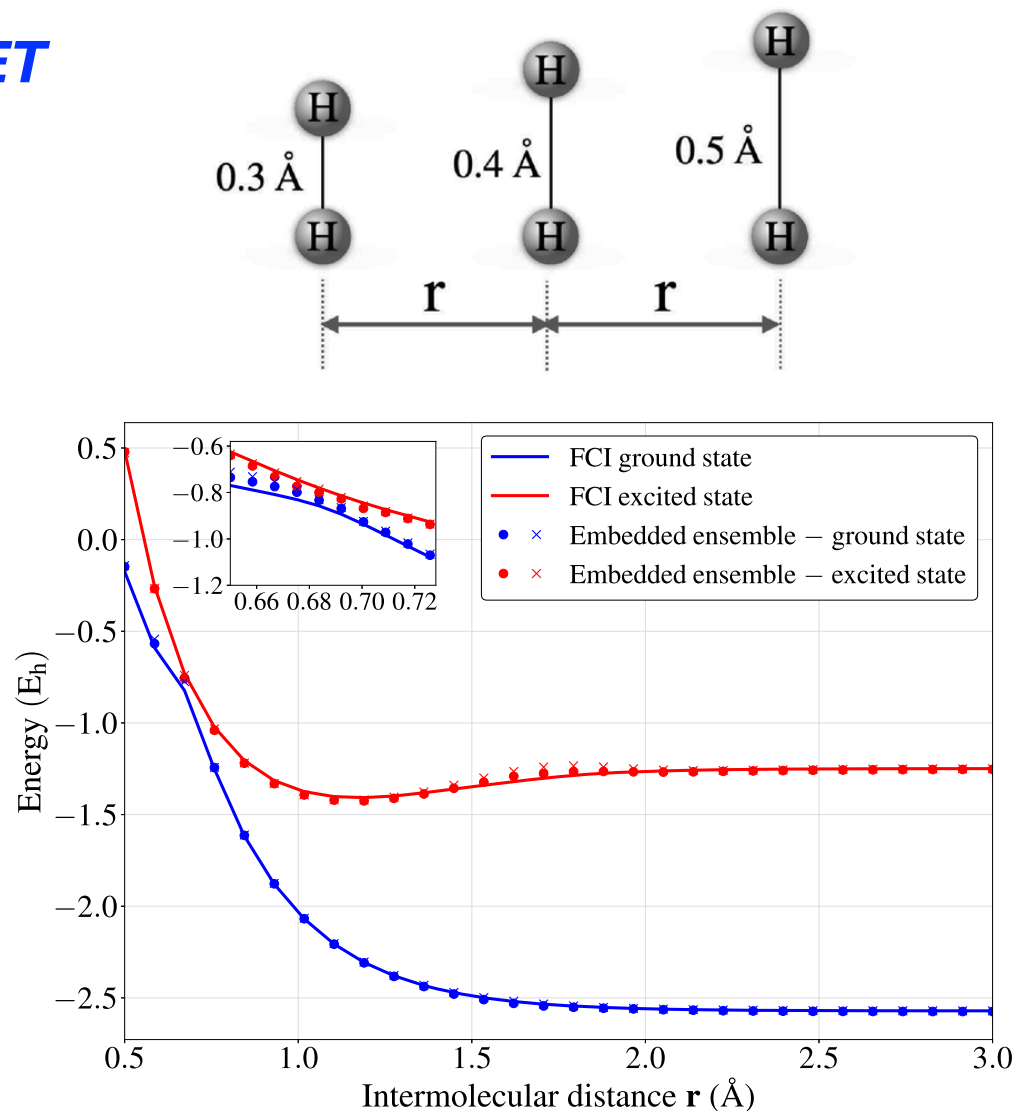 ET
H H H
0.3 Å 0.4 Å 0.5 Å
H H H
r r
0.5
0.0
−0.5
−1.0
−1.5
−2.0
−2.5
Energy (E_h)
−0.6
−0.8
−1.0
−1.2
0.66 0.68 0.70 0.72
FCI ground state
FCI excited state
Embedded ensemble − ground state
Embedded ensemble − excited state
0.5 1.0 1.5 2.0 2.5 3.0
Intermolecular distance r (Å)